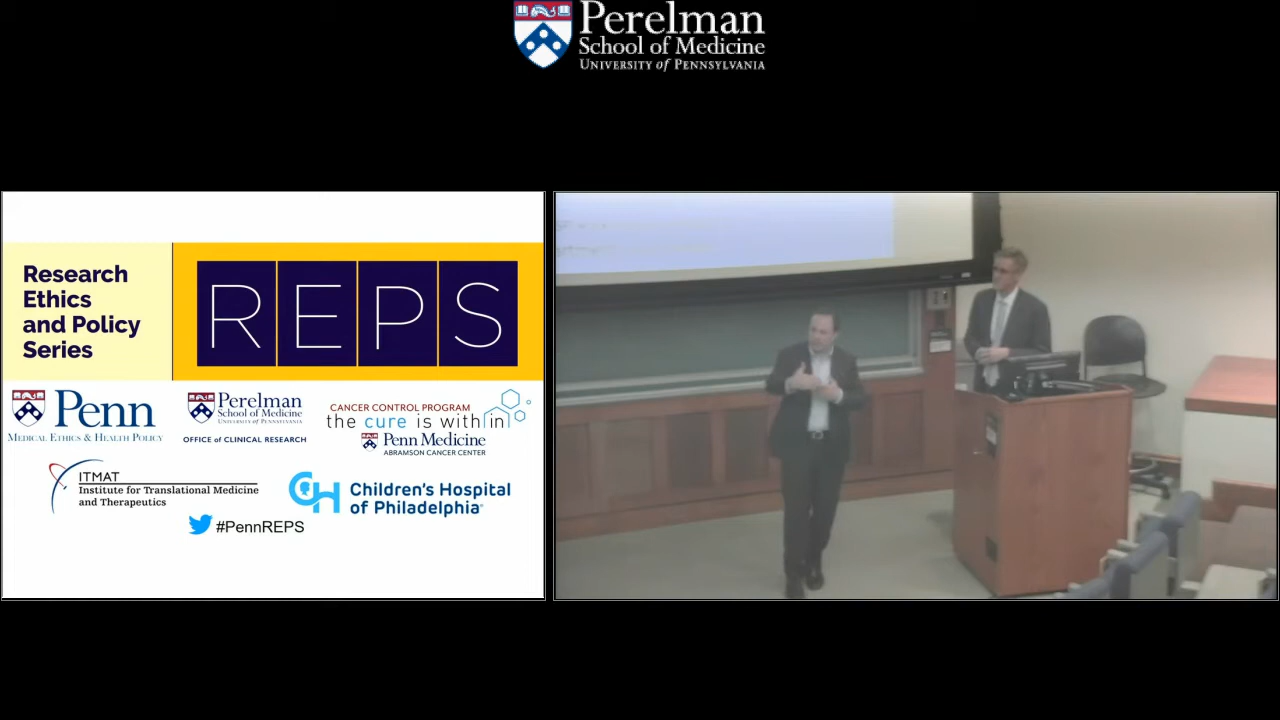 Perelman
School of Medicine
UNIVERSITY of PENNSYLVANIA
Research
Ethics
and Policy
Series
REPS
Penn
MEDICAL ETHICS & HEALTH POLICY
Perelman
School of Medicine
UNIVERSITY of PENNSYLVANIA
OFFICE of CLINICAL RESEARCH
CANCER CONTROL PROGRAM
the cure is within
Penn Medicine
ABRAMSON CANCER CENTER
ITMAT
Institute for Translational Medicine
and Therapeutics
CH
Children's Hospital
of Philadelphia
#PennREPS